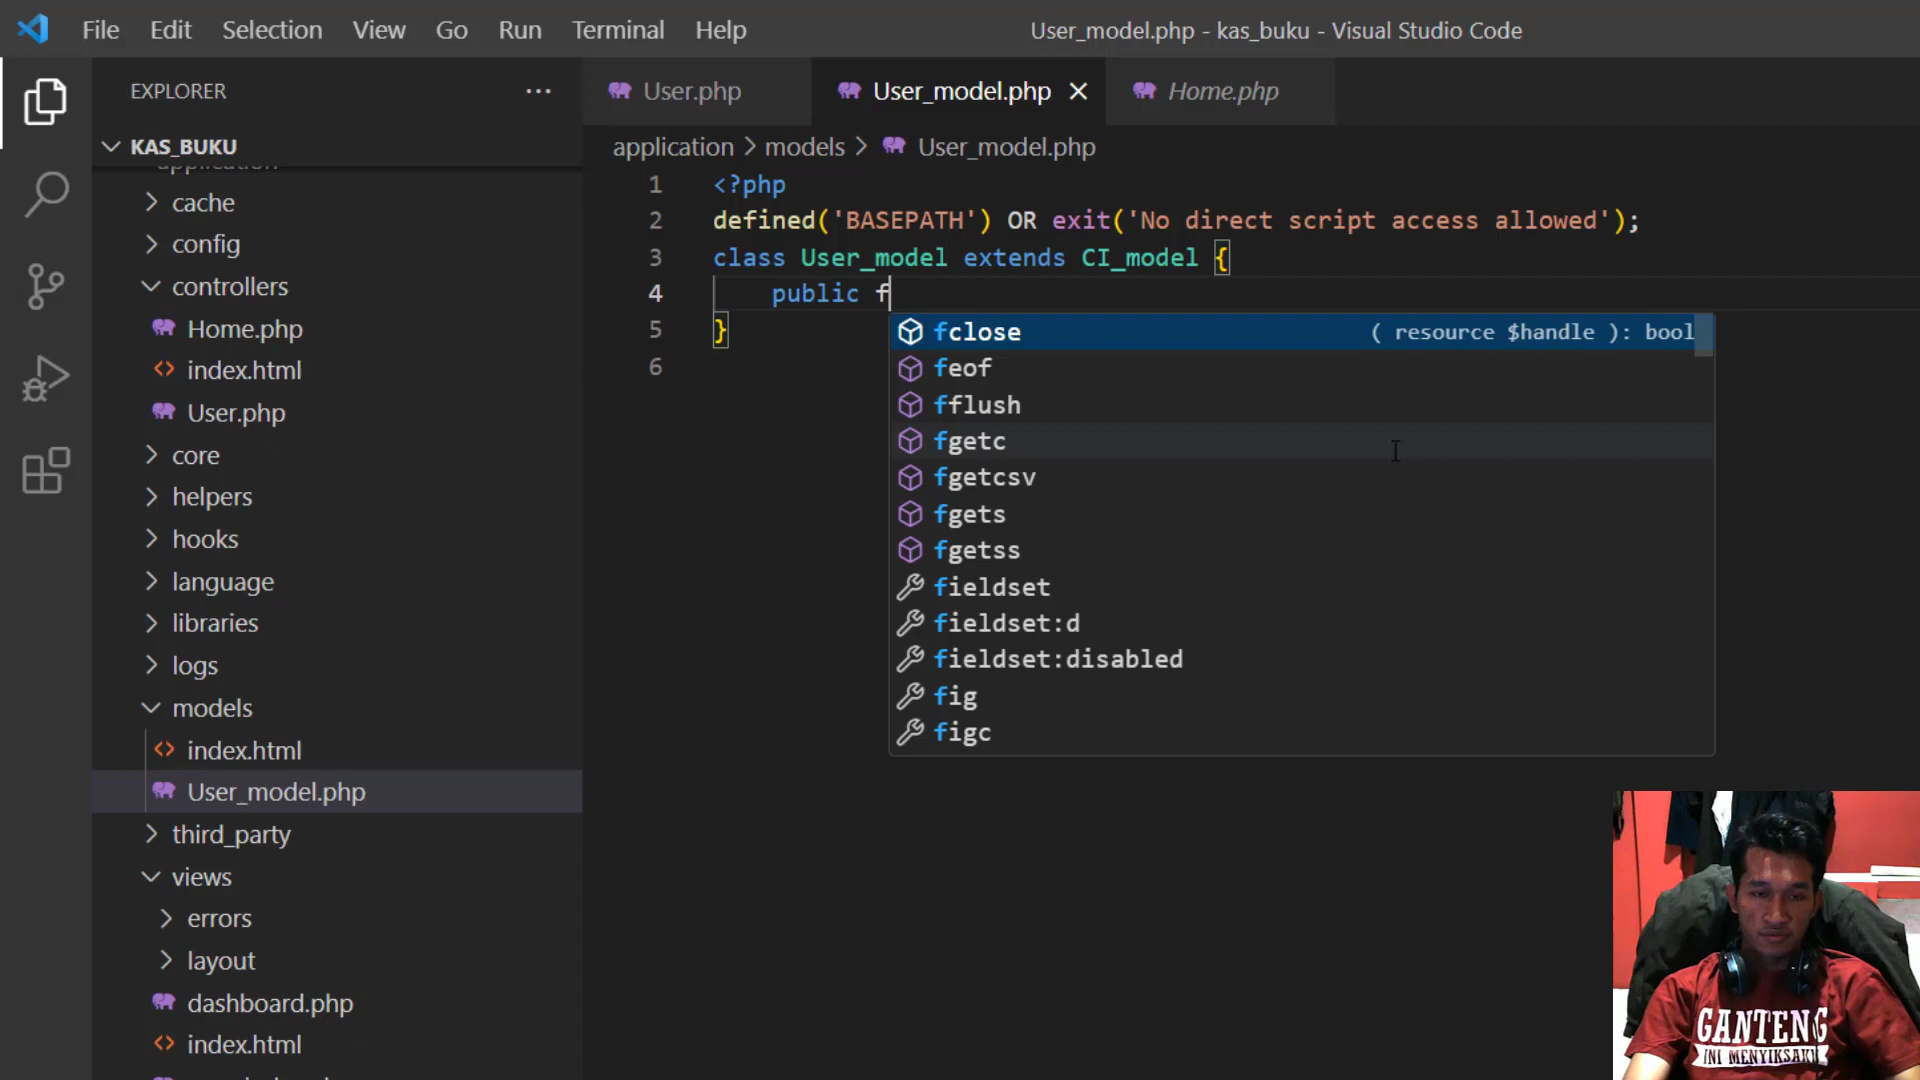 File Edit Selection View Go Run Terminal Help
User_model.php - kas_buku - Visual Studio Code
EXPLORER
User.php
User_model.php
Home.php
KAS_BUKU
application > models > User_model.php
application
cache
config
controllers
Home.php
index.html
User.php
core
helpers
hooks
language
libraries
logs
models
index.html
User_model.php
third_party
views
errors
layout
dashboard.php
index.html
1 <?php
2 defined('BASEPATH') OR exit('No direct script access allowed');
3 class User_model extends CI_model {
4 public f
5 }
6
fclose ( resource $handle ): bool
feof
fflush
fgetc
fgetcsv
fgets
fgetss
fieldset
fieldset:d
fieldset:disabled
fig
figc
GANTENG
INI MENYIKSAKU